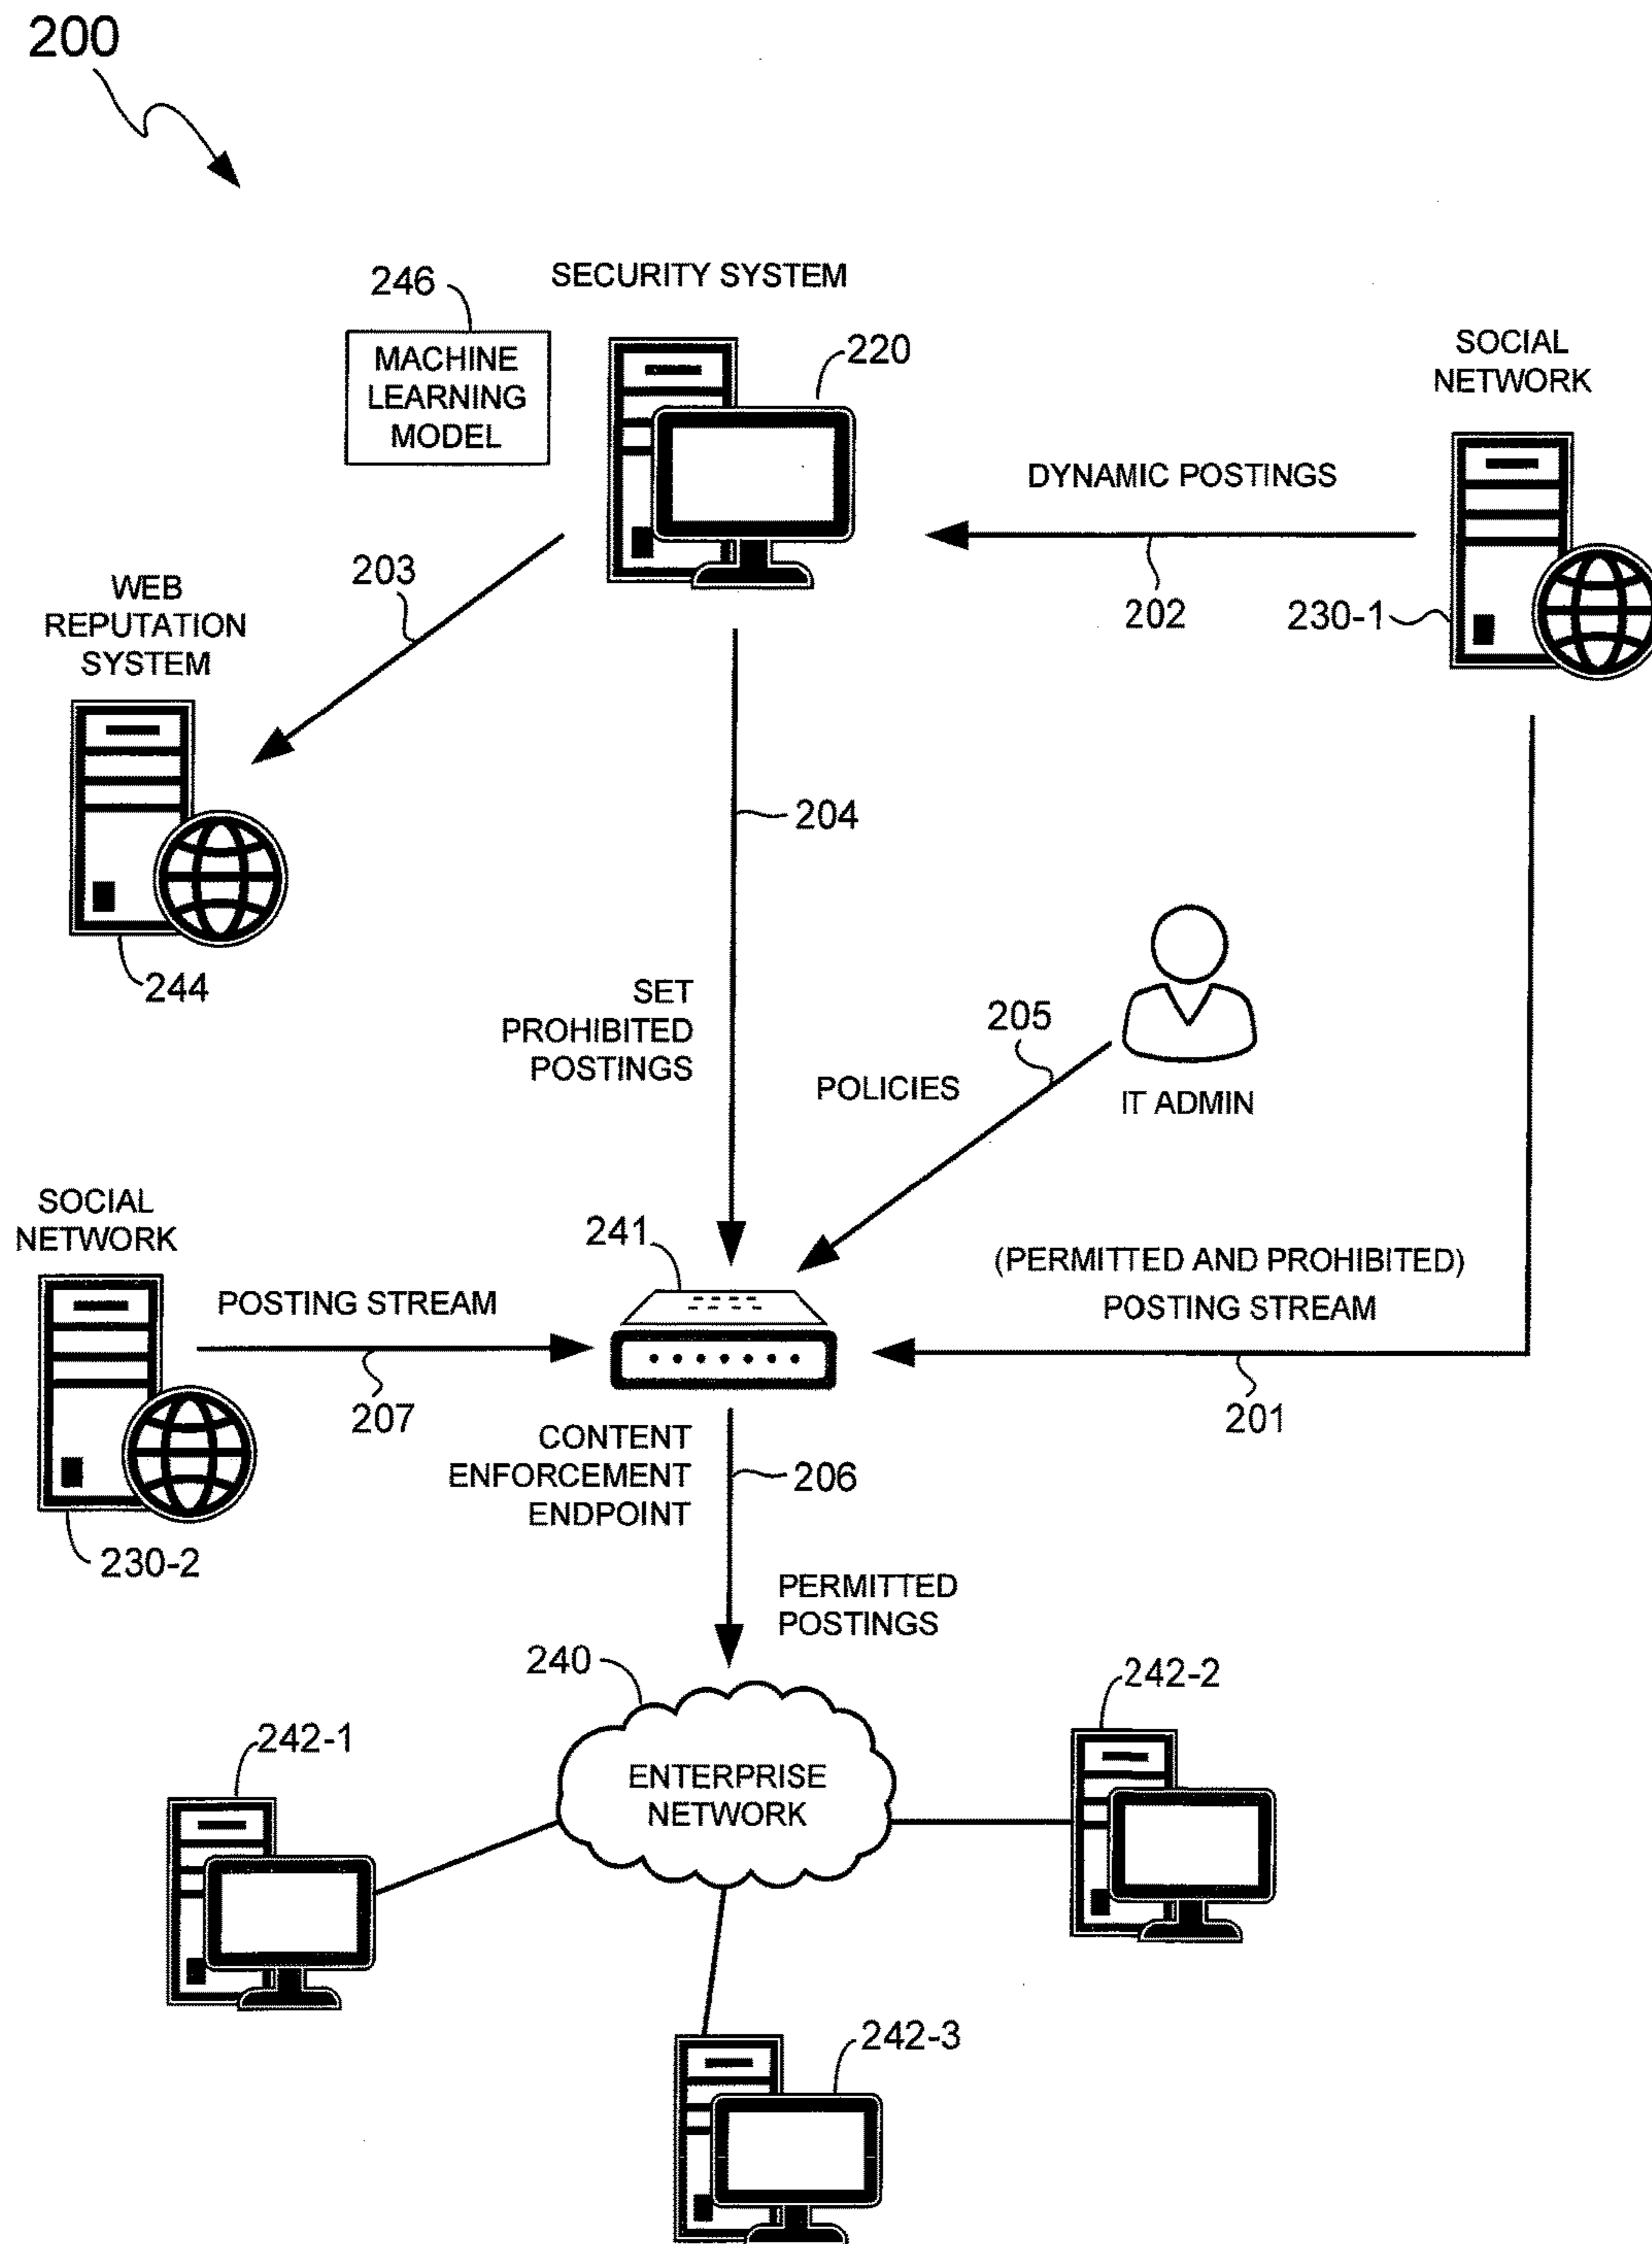 200
SECURITY SYSTEM
246
MACHINE
LEARNING
MODEL
220
SOCIAL
NETWORK
DYNAMIC POSTINGS
202
230-1
203
WEB
REPUTATION
SYSTEM
204
244
SET
PROHIBITED
POSTINGS
205
POLICIES
IT ADMIN
SOCIAL
NETWORK
241
(PERMITTED AND PROHIBITED)
POSTING STREAM
POSTING STREAM
207
201
CONTENT
ENFORCEMENT
ENDPOINT
206
230-2
PERMITTED
POSTINGS
240
242-2
242-1
ENTERPRISE
NETWORK
242-3